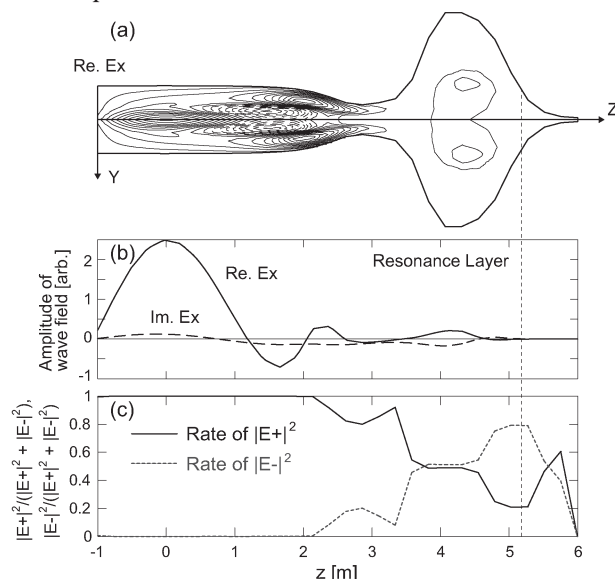 (a)
Re. Ex
Z
Y
(b)
Resonance Layer
Re. Ex
Im. Ex
Amplitude of
wave field [arb.]
2
1
0
-1
(c)
Rate of |E+|²
Rate of |E-|²
|E+|²/(|E+|² + |E-|²),
|E-|²/(|E+|² + |E-|²)
1
0.8
0.6
0.4
0.2
0
-1 0 1 2 3 4 5 6
z [m]